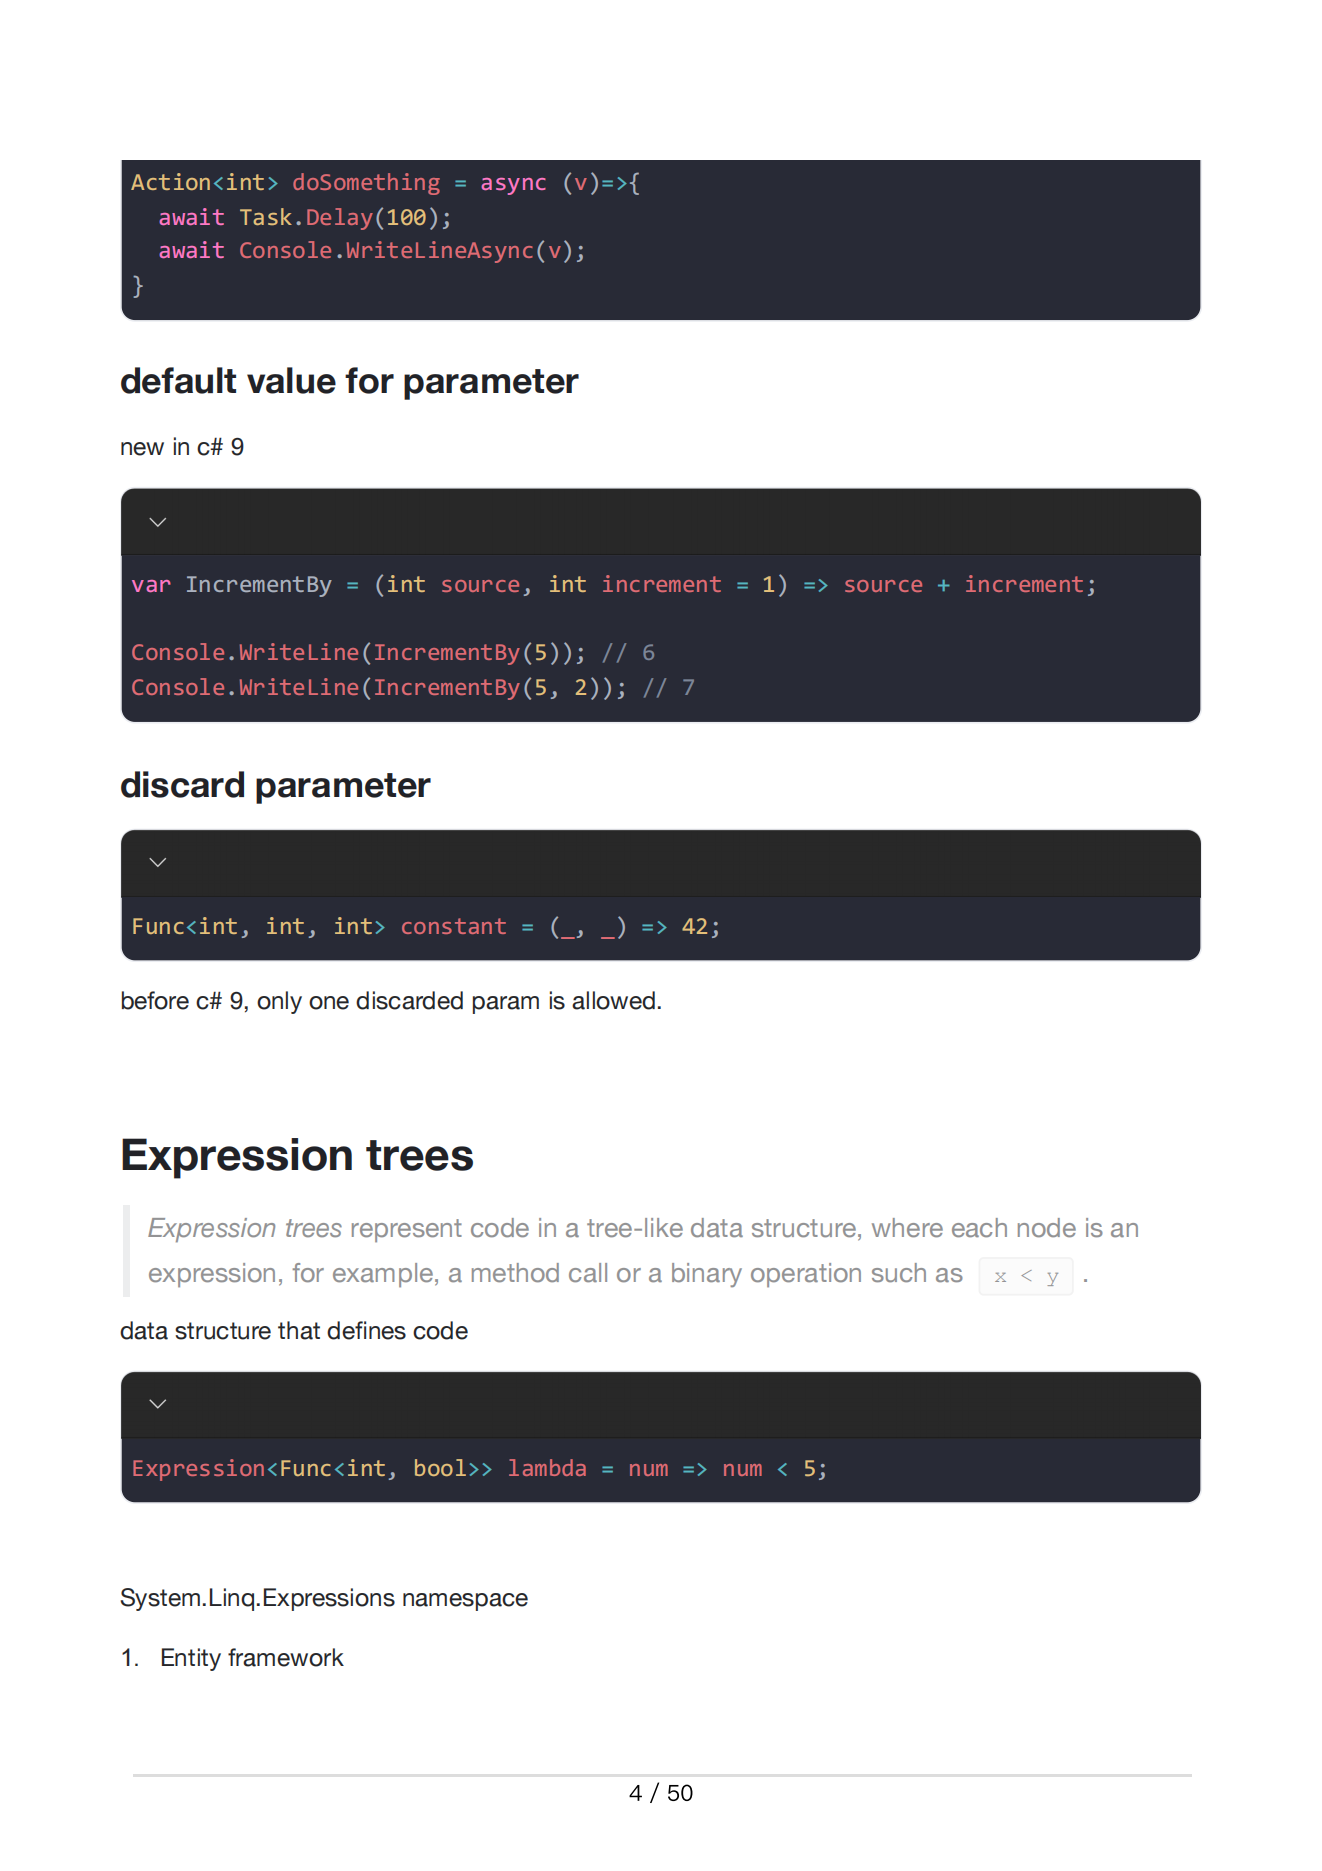 Action<int> doSomething = async (v)=>{
  await Task.Delay(100);
  await Console.WriteLineAsync(v);
}
default value for parameter
new in c# 9
var IncrementBy = (int source, int increment = 1) => source + increment;
Console.WriteLine(IncrementBy(5)); // 6
Console.WriteLine(IncrementBy(5, 2)); // 7
discard parameter
Func<int, int, int> constant = (_, _) => 42;
before c# 9, only one discarded param is allowed.
Expression trees
Expression trees represent code in a tree-like data structure, where each node is an
expression, for example, a method call or a binary operation such as x < y .
data structure that defines code
Expression<Func<int, bool>> lambda = num => num < 5;
System.Linq.Expressions namespace
1. Entity framework
4 / 50